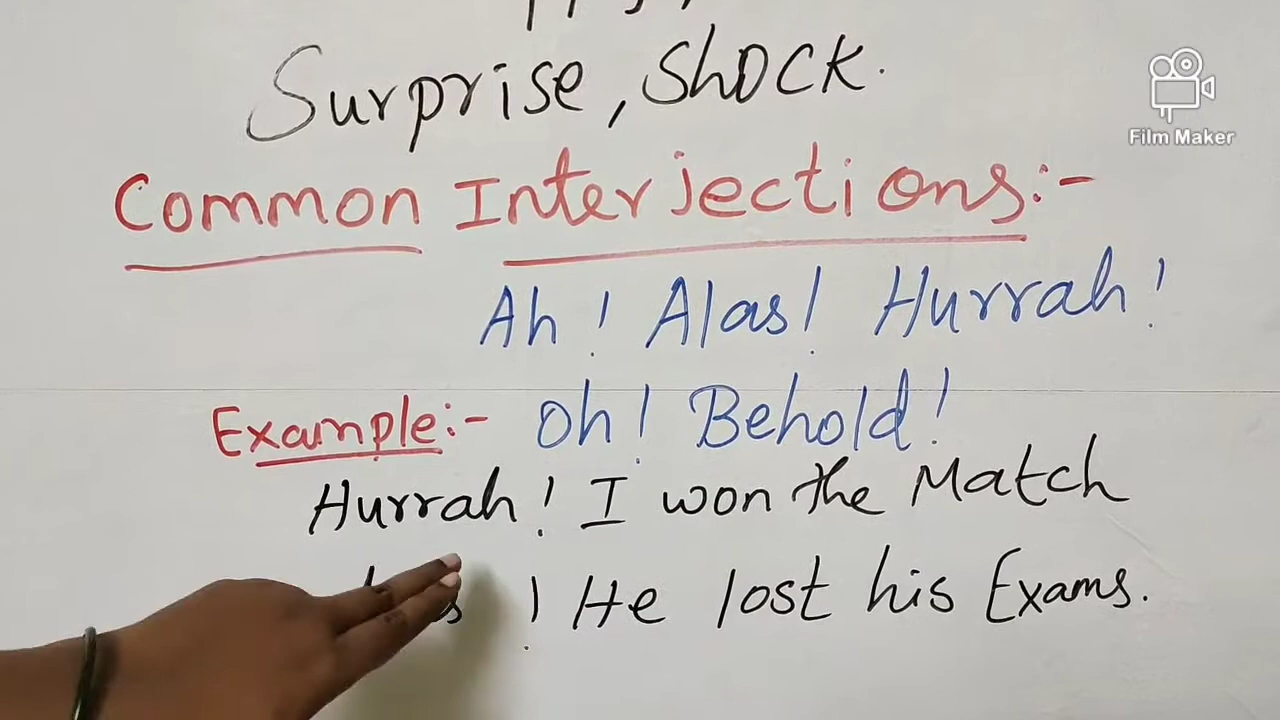 Surprise, Shock.
Film Maker
Common Interjections:-
Ah! Alas! Hurrah!
Example:- Oh! Behold!
Hurrah! I won the Match
! He lost his Exams.